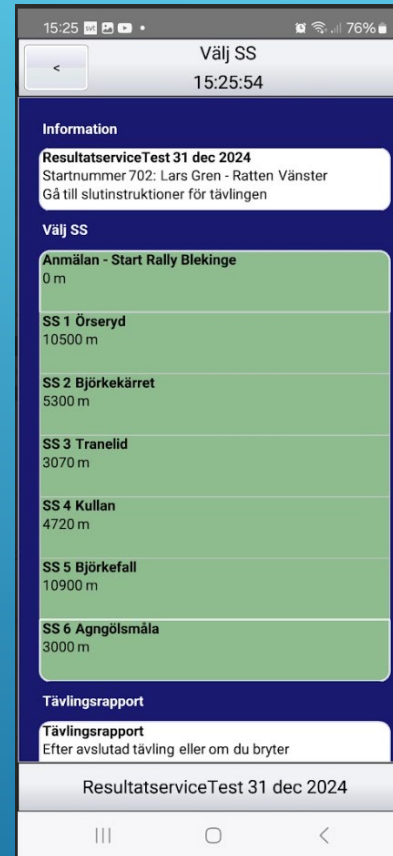 15:25 svt 76%
<
Välj SS
15:25:54
Information
ResultatserviceTest 31 dec 2024
Startnummer 702: Lars Gren - Ratten Vänster
Gå till slutinstruktioner för tävlingen
Välj SS
Anmälan - Start Rally Blekinge
0 m
SS 1 Örseryd
10500 m
SS 2 Björkekärret
5300 m
SS 3 Tranelid
3070 m
SS 4 Kullan
4720 m
SS 5 Björkefall
10900 m
SS 6 Agngölsmåla
3000 m
Tävlingsrapport
Tävlingsrapport
Efter avslutad tävling eller om du bryter
ResultatserviceTest 31 dec 2024